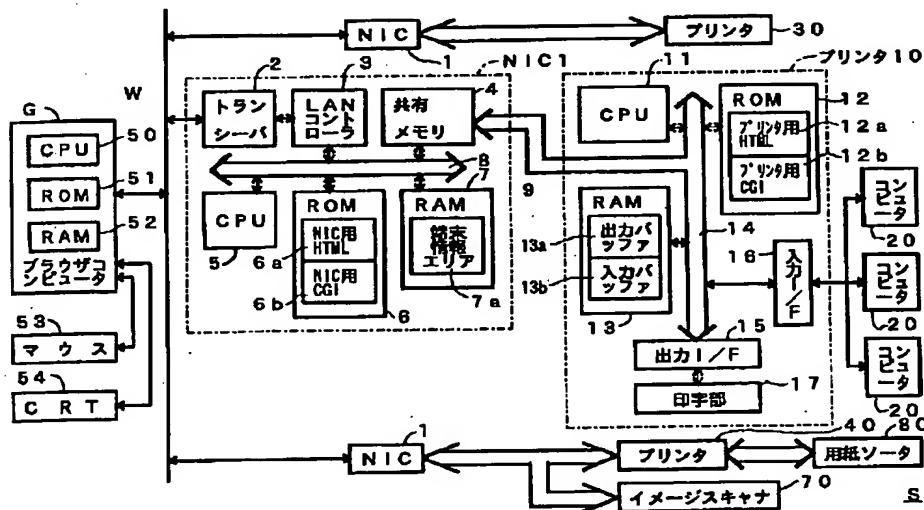 NIC
1
プリンタ
30
NIC1
プリンタ10
2
トランシーバ
3
LANコントローラ
4
共有メモリ
W
G
CPU
50
ROM
51
RAM
52
ブラウザコンピュータ
マウス
53
CRT
54
8
9
CPU
5
ROM
NIC用HTML
6a
NIC用CGI
6b
6
7
RAM
端末情報エリア
7a
11
CPU
ROM
12
プリンタ用HTML
12a
プリンタ用CGI
12b
RAM
13a
出力バッファ
13b
入力バッファ
13
14
15
出力I/F
17
印字部
16
入力I/F
コンピュータ
20
コンピュータ
20
コンピュータ
20
1
NIC
40
プリンタ
80
用紙ソータ
イメージスキャナ
70
S